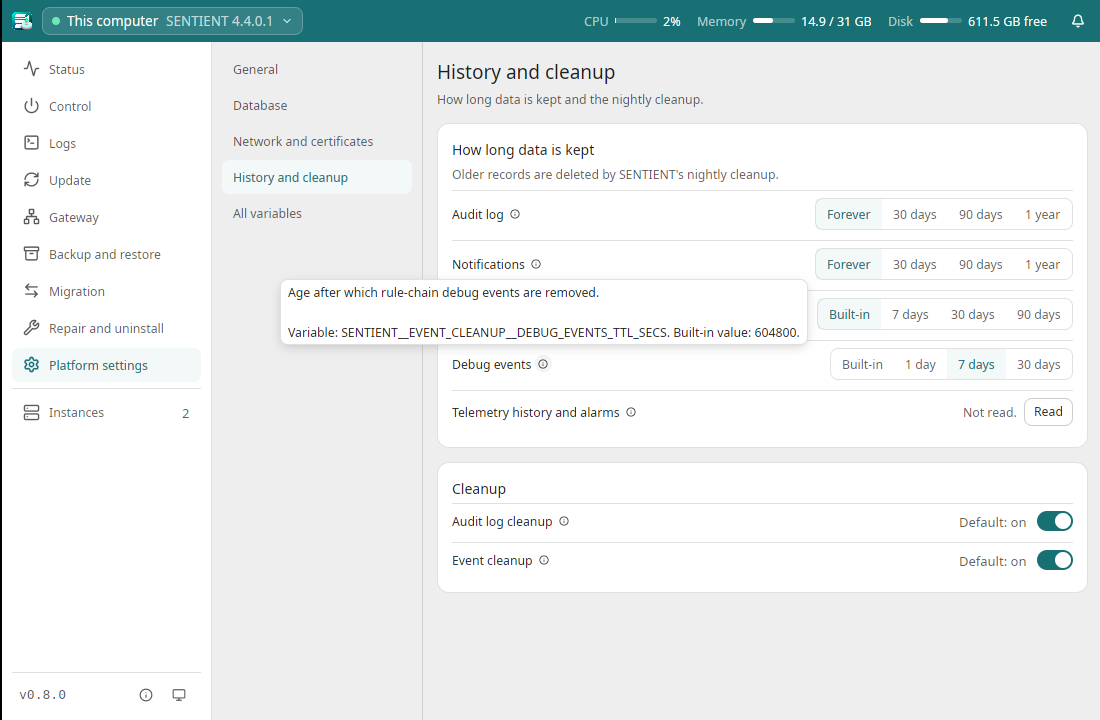 This computer SENTIENT 4.4.0.1
CPU 2% Memory 14.9 / 31 GB Disk 611.5 GB free
Status
Control
Logs
Update
Gateway
Backup and restore
Migration
Repair and uninstall
Platform settings
Instances 2
v0.8.0
General
Database
Network and certificates
History and cleanup
All variables
History and cleanup
How long data is kept and the nightly cleanup.
How long data is kept
Older records are deleted by SENTIENT's nightly cleanup.
Audit log Forever 30 days 90 days 1 year
Notifications Forever 30 days 90 days 1 year
Age after which rule-chain debug events are removed.
Variable: SENTIENT__EVENT_CLEANUP__DEBUG_EVENTS_TTL_SECS. Built-in value: 604800.
Built-in 7 days 30 days 90 days
Debug events Built-in 1 day 7 days 30 days
Telemetry history and alarms Not read. Read
Cleanup
Audit log cleanup Default: on
Event cleanup Default: on